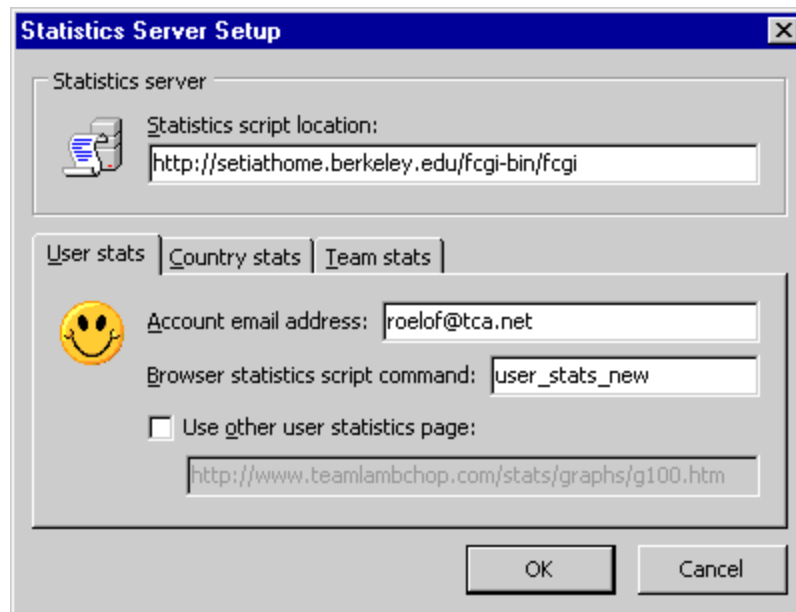 Statistics Server Setup
Statistics server
Statistics script location:
http://setiathome.berkeley.edu/fcgi-bin/fcgi
User stats Country stats Team stats
Account email address: roelof@tca.net
Browser statistics script command: user_stats_new
Use other user statistics page:
http://www.teamlambchop.com/stats/graphs/g100.htm
OK Cancel